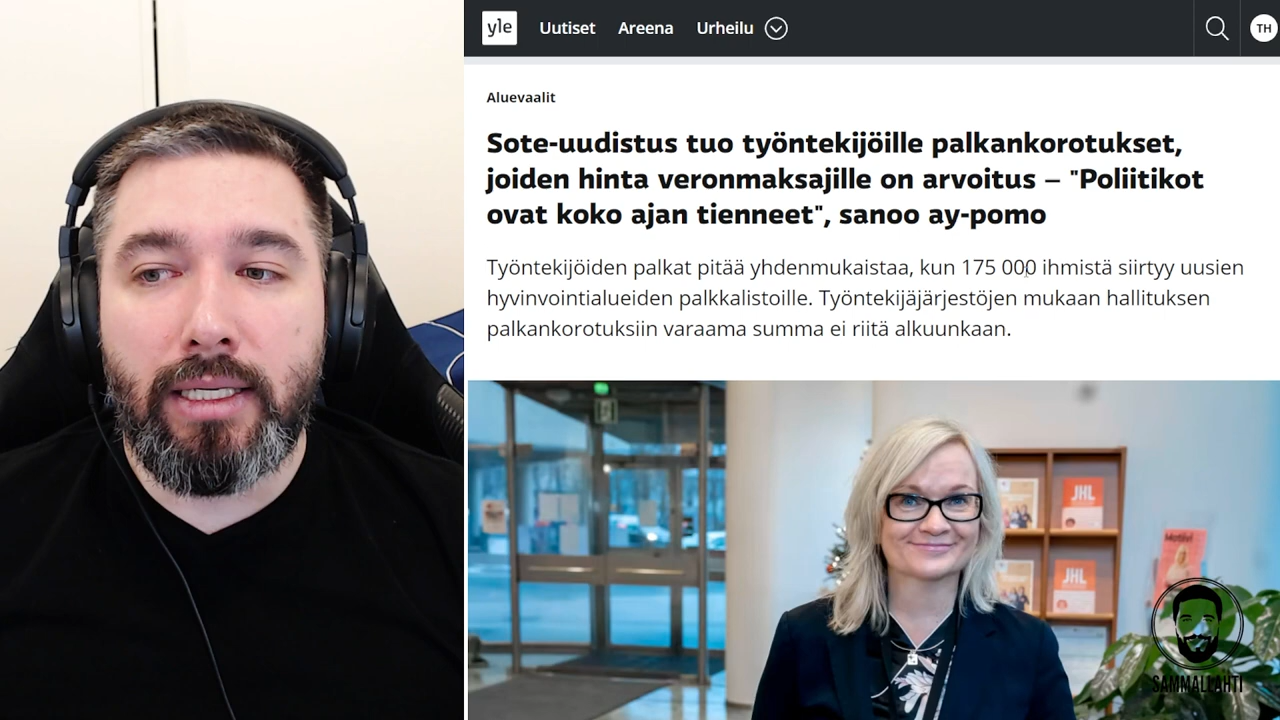 yle
Uutiset
Areena
Urheilu
TH
Aluevaalit
Sote-uudistus tuo työntekijöille palkankorotukset,
joiden hinta veronmaksajille on arvoitus – "Poliitikot
ovat koko ajan tienneet", sanoo ay-pomo
Työntekijöiden palkat pitää yhdenmukaistaa, kun 175 000 ihmistä siirtyy uusien
hyvinvointialueiden palkkalistoille. Työntekijäjärjestöjen mukaan hallituksen
palkankorotuksiin varaama summa ei riitä alkuunkaan.
JHL
JHL
Motiivi
SAMMALLAHTI